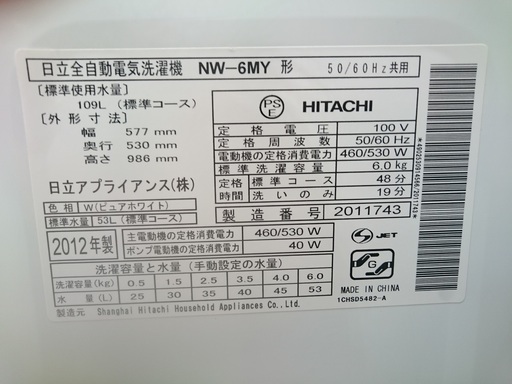 日立全自動電気洗濯機 NW-6MY 形 50/60Hz共用
〔標準使用水量〕
109L (標準コース)
〔外形寸法〕
幅 577 mm
奥行 530 mm
高さ 986 mm
日立アプライアンス(株)
色相 W(ピュアホワイト)
標準水量 53L(標準コース)
PSE HITACHI
定格電圧 100 V
定格周波数 50/60 Hz
電動機の定格消費電力 460/530 W
標準洗濯容量 6.0 kg
定格時間 標準コース 48 分
洗いのみ 19 分
製造番号 2011743
2012年製
主電動機の定格消費電力 460/530 W
ポンプ電動機の定格消費電力 40 W
S JET
洗濯容量と水量 (手動設定の水量)
洗濯容量(kg) 0.5 1.5 2.5 3.5 4.0 6.0
水量(L) 25 30 35 40 45 53
製造元 Shanghai Hitachi Household Appliances Co.,Ltd.
MADE IN CHINA
1CHSD5482-A